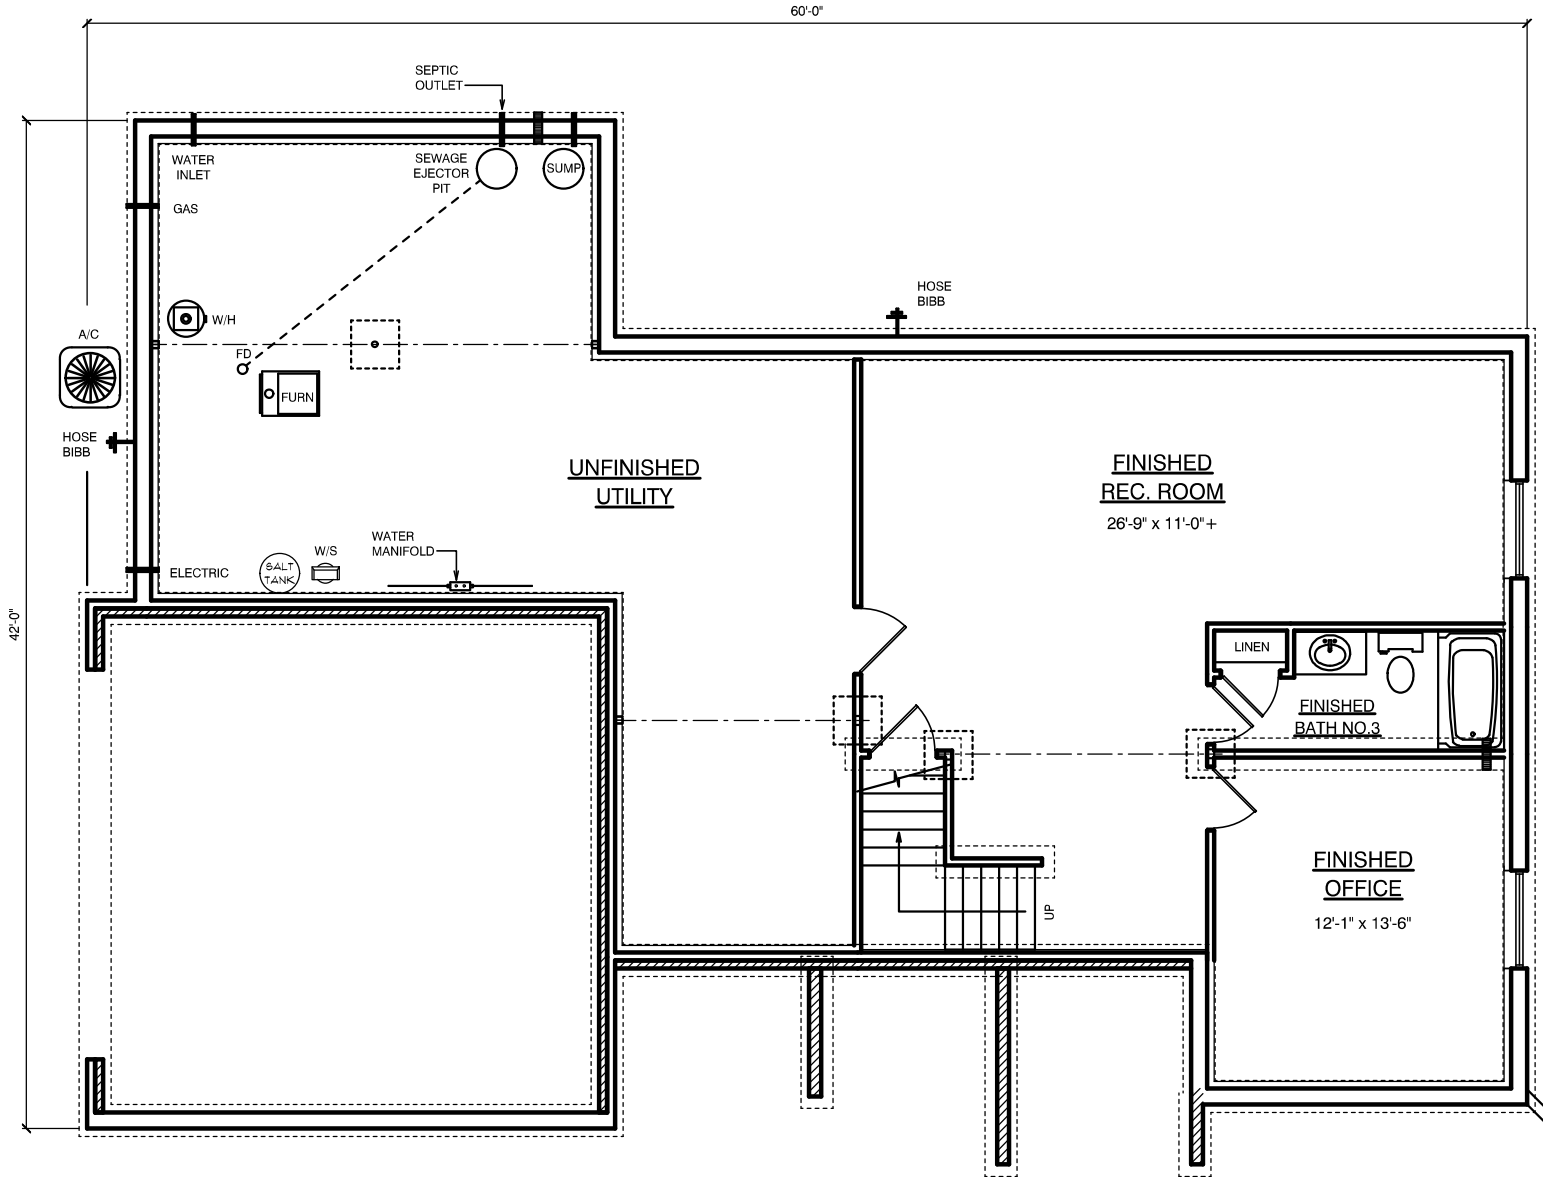 60'-0"
SEPTIC
OUTLET
WATER
INLET
SEWAGE
EJECTOR
PIT
SUMP
GAS
HOSE
BIBB
W/H
A/C
FD
FURN
HOSE
BIBB
UNFINISHED
UTILITY
FINISHED
REC. ROOM
26'-9" x 11'-0"+
WATER
MANIFOLD
W/S
ELECTRIC
SALT
TANK
42'-0"
LINEN
FINISHED
BATH NO.3
FINISHED
OFFICE
12'-1" x 13'-6"
UP